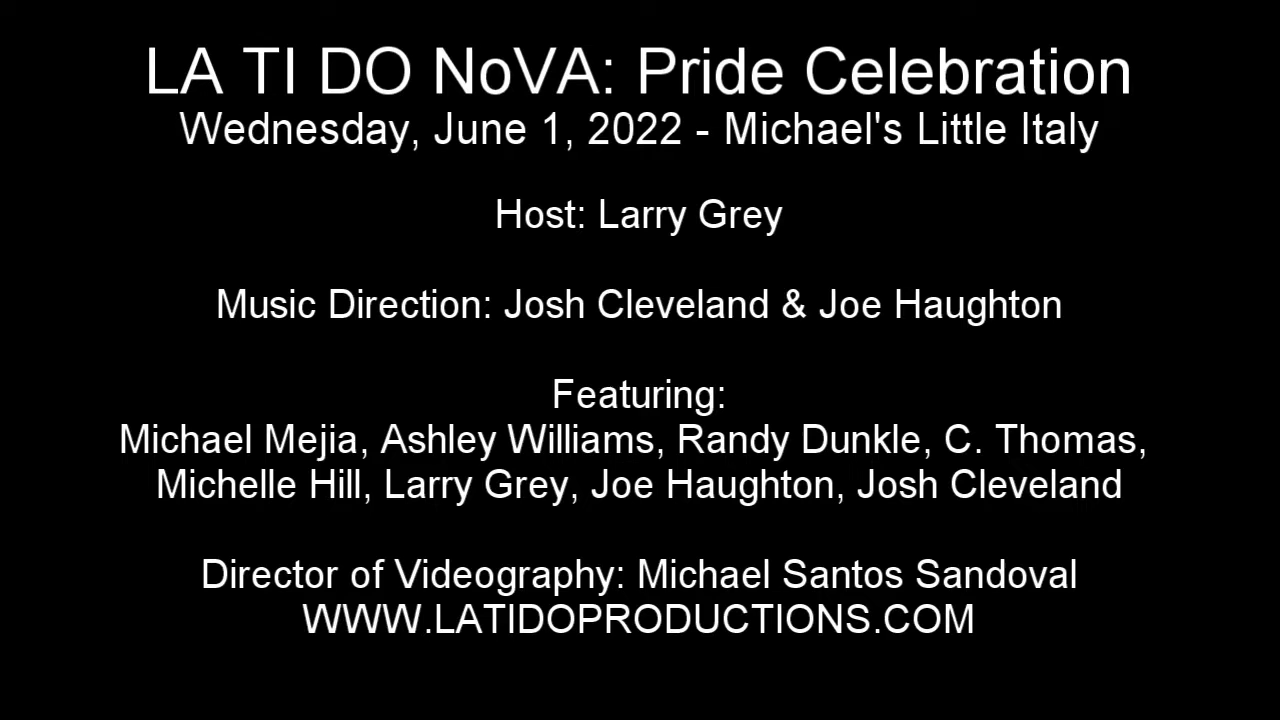 LA TI DO NoVA: Pride Celebration
Wednesday, June 1, 2022 - Michael's Little Italy
Host: Larry Grey
Music Direction: Josh Cleveland & Joe Haughton
Featuring:
Michael Mejia, Ashley Williams, Randy Dunkle, C. Thomas,
Michelle Hill, Larry Grey, Joe Haughton, Josh Cleveland
Director of Videography: Michael Santos Sandoval
WWW.LATIDOPRODUCTIONS.COM